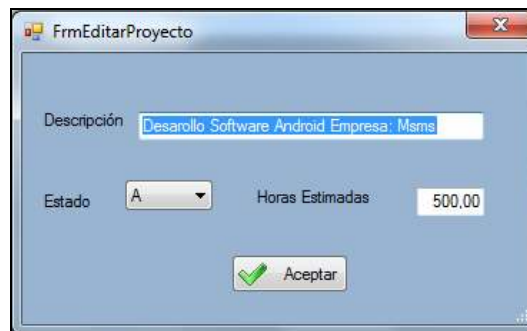 FrmEditarProyecto
Descripción Desarollo Software Android Empresa: Msms
Estado A Horas Estimadas 500,00
Aceptar